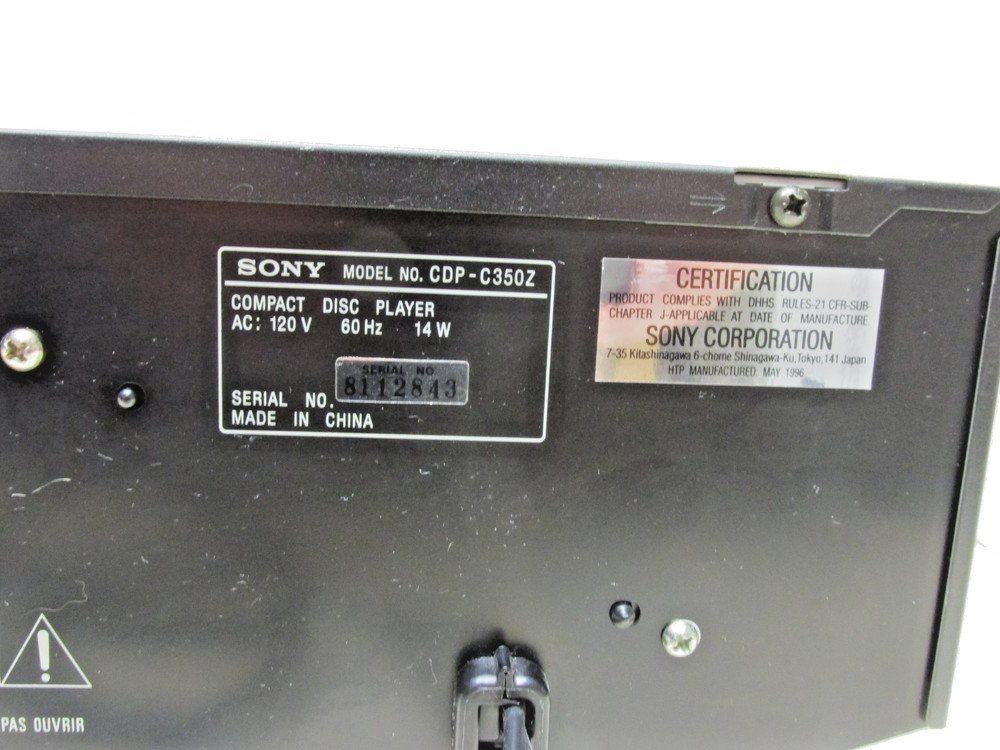 SONY MODEL NO. CDP-C350Z
COMPACT DISC PLAYER
AC: 120 V 60 Hz 14 W
SERIAL NO
8112843
SERIAL NO.
MADE IN CHINA
CERTIFICATION
PRODUCT COMPLIES WITH DHHS RULES-21 CFR-SUB-
CHAPTER J-APPLICABLE AT DATE OF MANUFACTURE.
SONY CORPORATION
7-35 Kitashinagawa 6-chome Shinagawa-Ku, Tokyo, 141 Japan
HTP MANUFACTURED: MAY 1996
!
PAS OUVRIR